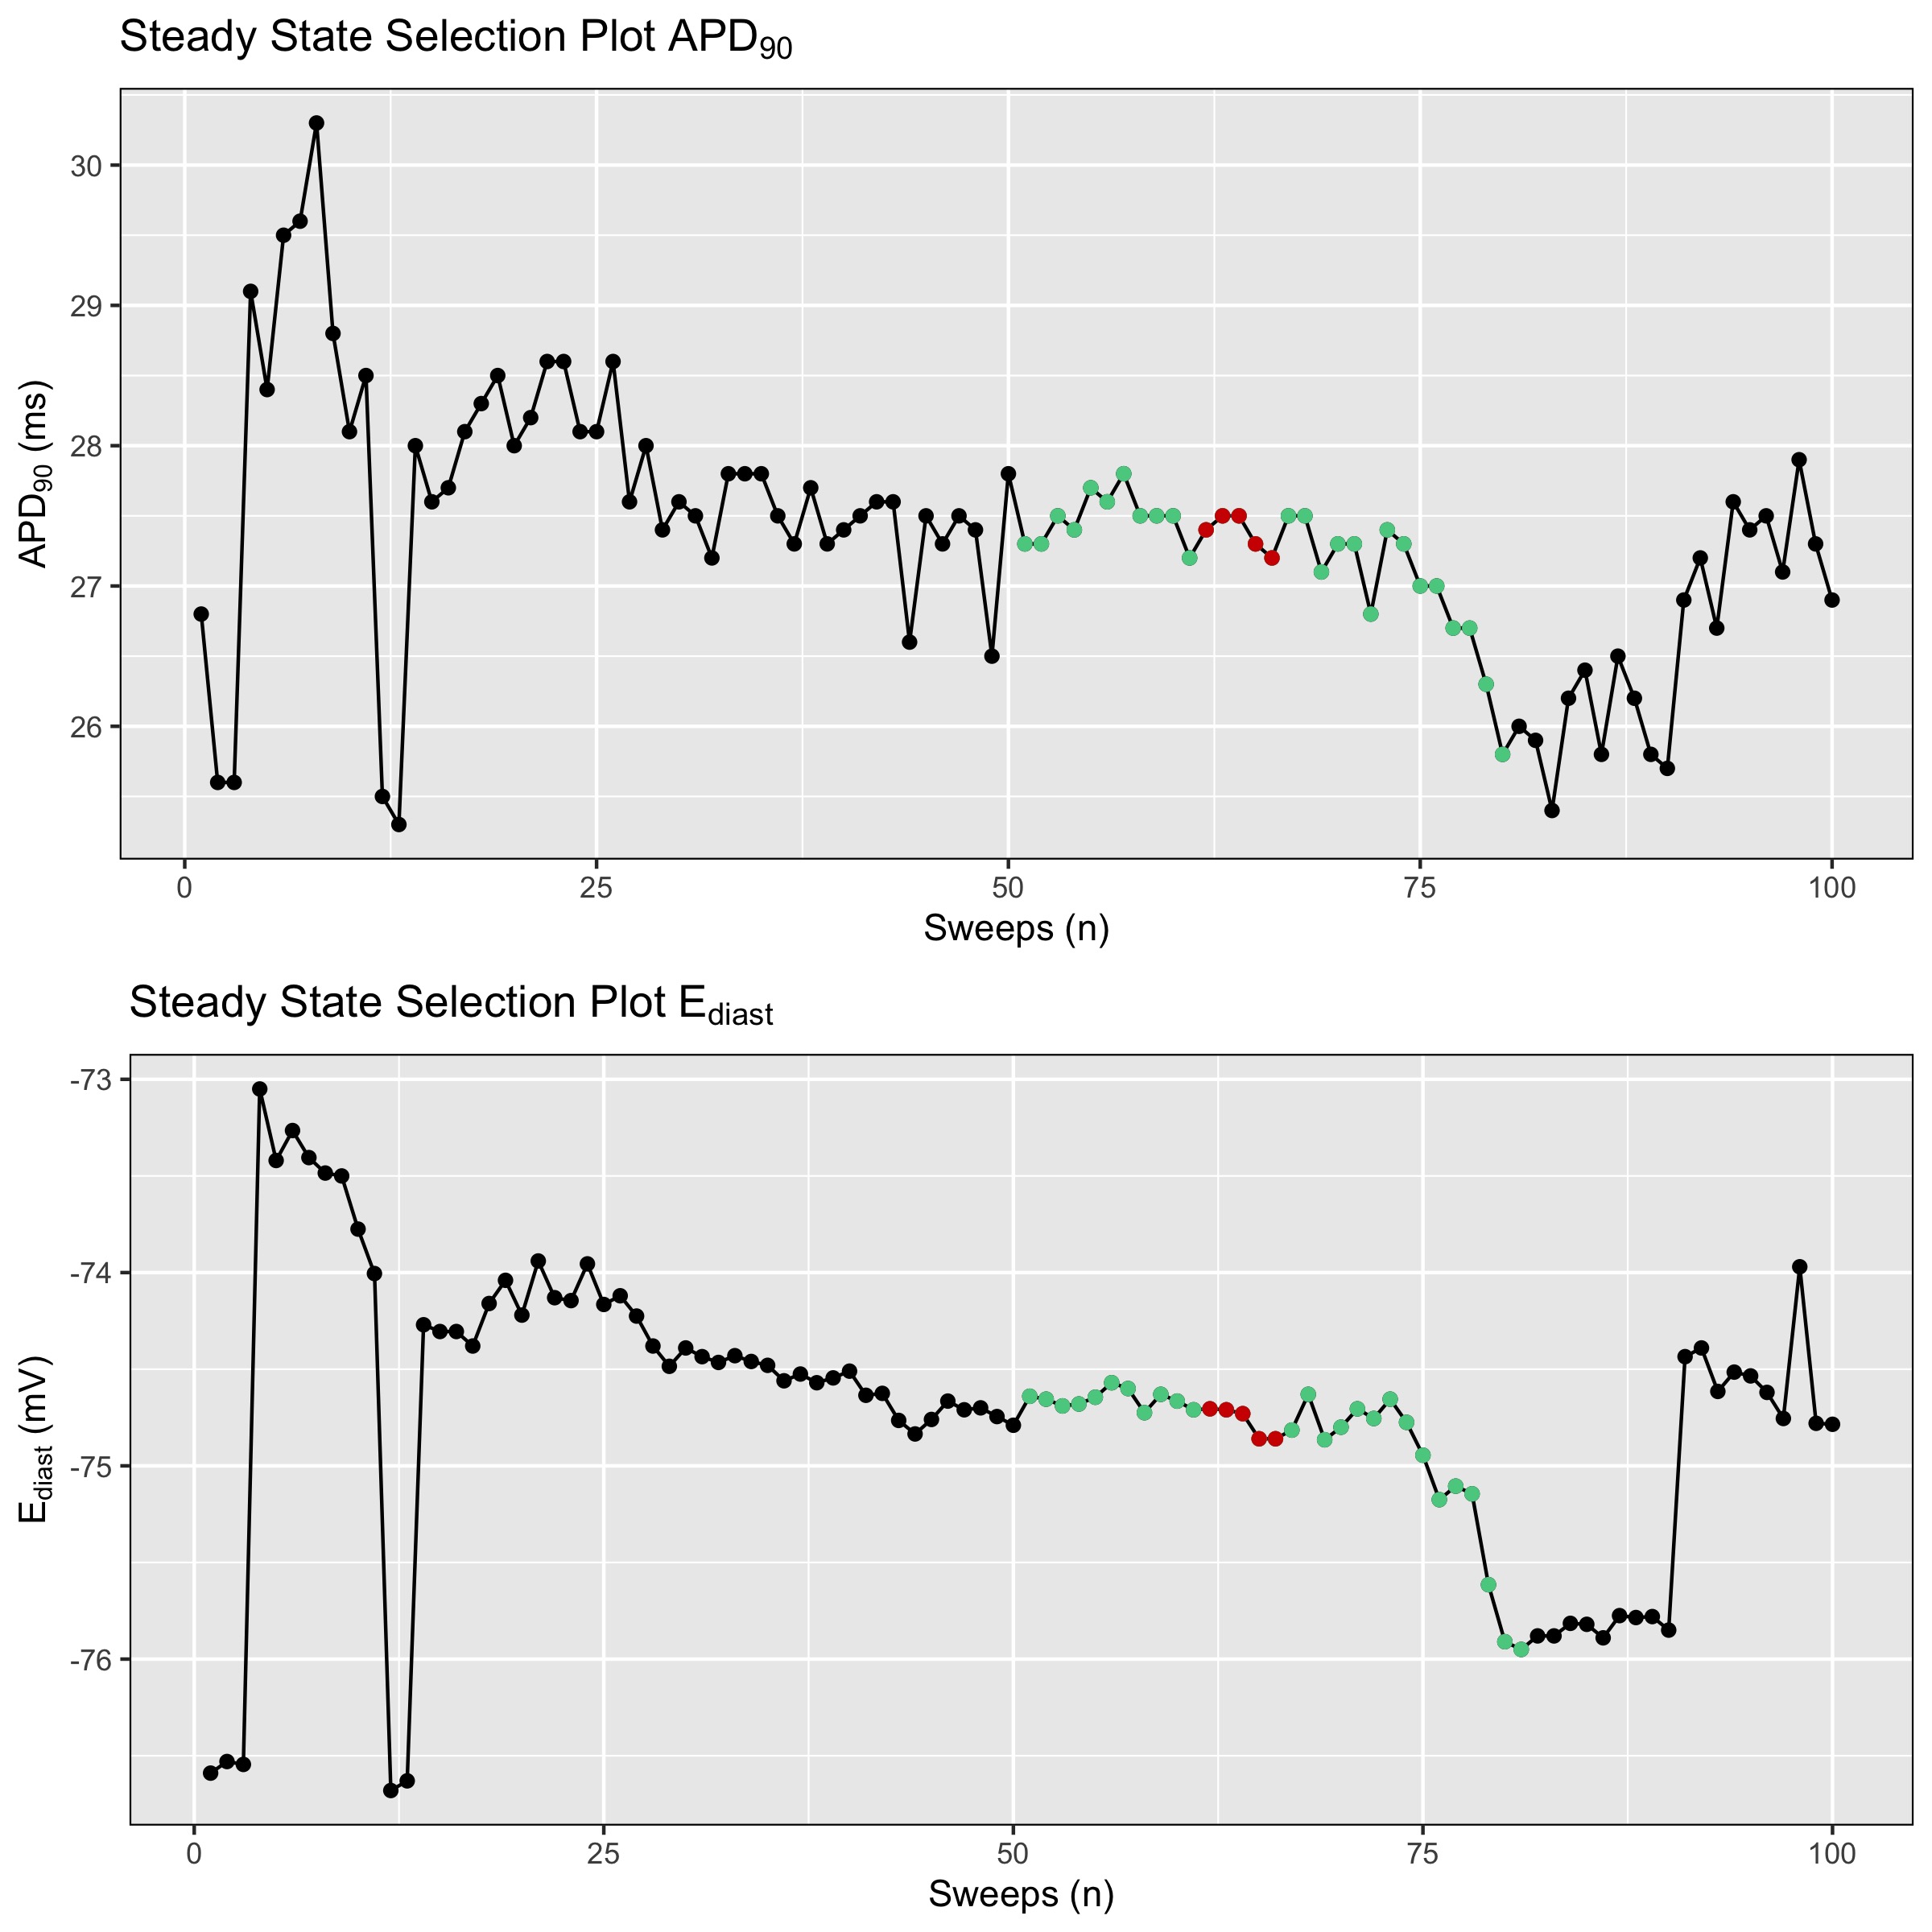 Steady State Selection Plot APD90
30
29
28
27
26
APD90 (ms)
0 25 50 75 100
Sweeps (n)
Steady State Selection Plot Ediast
-73
-74
-75
-76
Ediast (mV)
0 25 50 75 100
Sweeps (n)